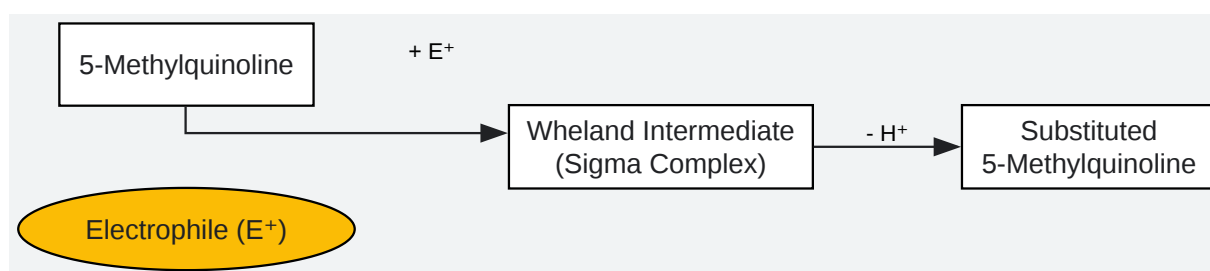 5-Methylquinoline
+ E⁺
Wheland Intermediate
(Sigma Complex)
- H⁺
Substituted
5-Methylquinoline
Electrophile (E⁺)